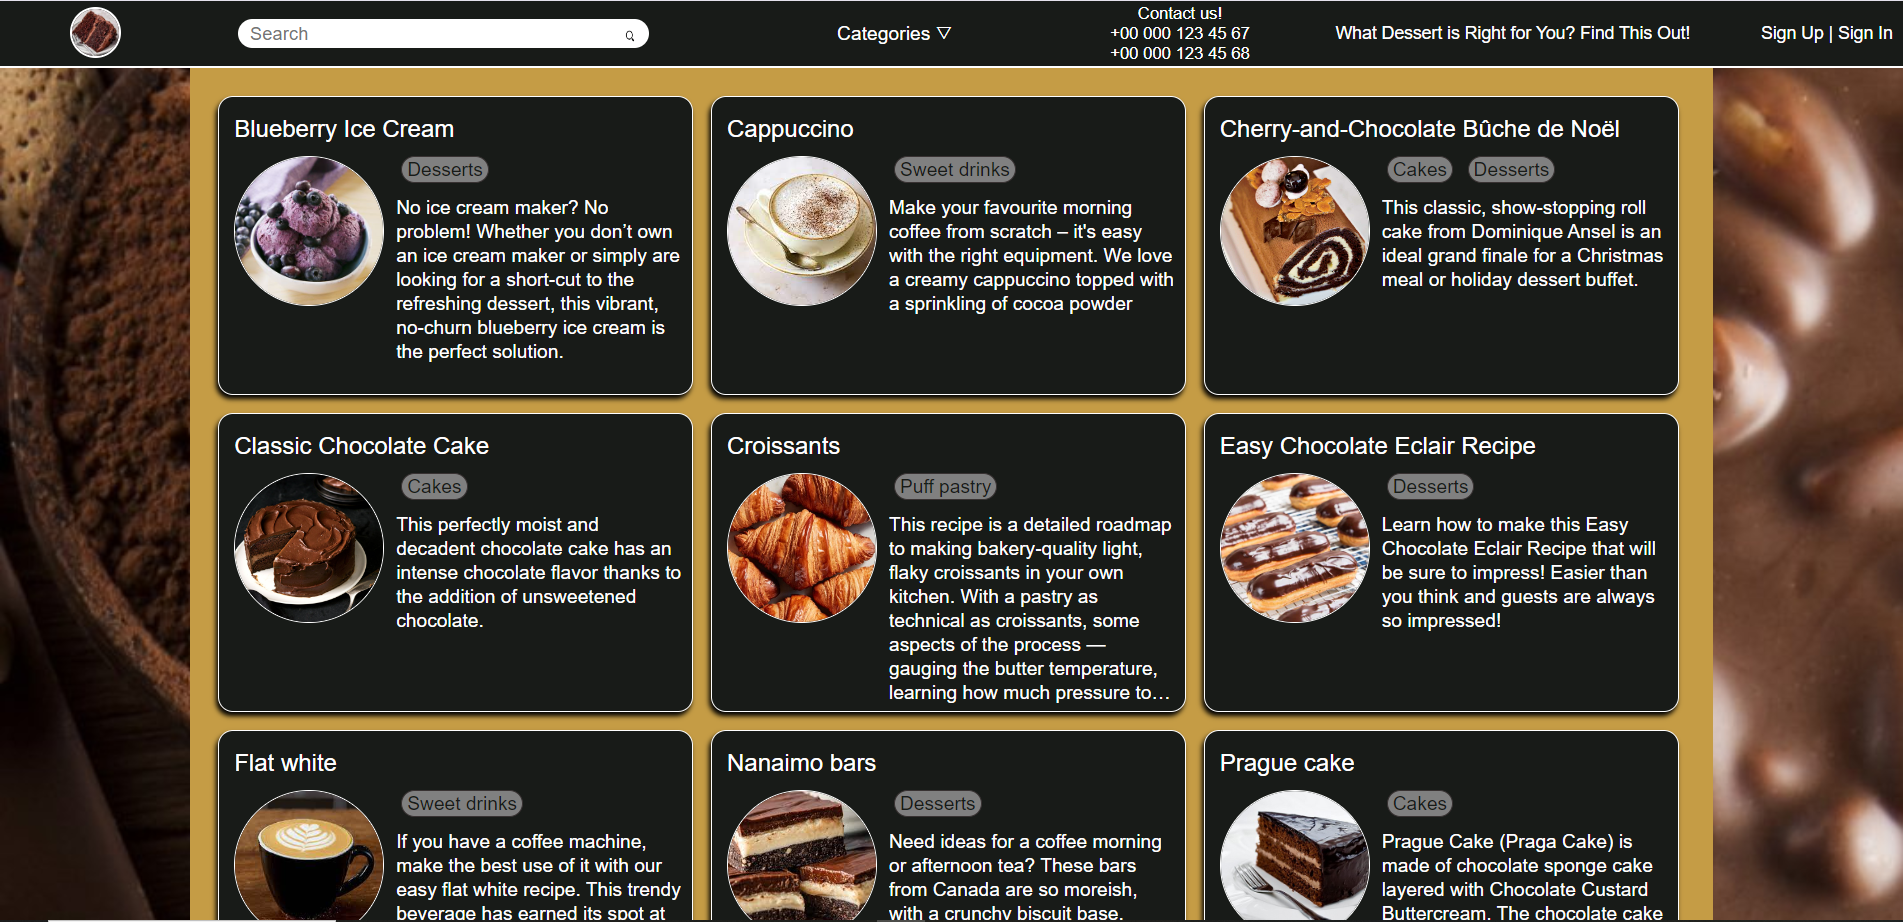 Search
Categories ▽
Contact us!
+00 000 123 45 67
+00 000 123 45 68
What Dessert is Right for You? Find This Out!
Sign Up | Sign In
Blueberry Ice Cream
Desserts
No ice cream maker? No
problem! Whether you don’t own
an ice cream maker or simply are
looking for a short-cut to the
refreshing dessert, this vibrant,
no-churn blueberry ice cream is
the perfect solution.
Cappuccino
Sweet drinks
Make your favourite morning
coffee from scratch – it's easy
with the right equipment. We love
a creamy cappuccino topped with
a sprinkling of cocoa powder
Cherry-and-Chocolate Bûche de Noël
Cakes Desserts
This classic, show-stopping roll
cake from Dominique Ansel is an
ideal grand finale for a Christmas
meal or holiday dessert buffet.
Classic Chocolate Cake
Cakes
This perfectly moist and
decadent chocolate cake has an
intense chocolate flavor thanks to
the addition of unsweetened
chocolate.
Croissants
Puff pastry
This recipe is a detailed roadmap
to making bakery-quality light,
flaky croissants in your own
kitchen. With a pastry as
technical as croissants, some
aspects of the process —
gauging the butter temperature,
learning how much pressure to…
Easy Chocolate Eclair Recipe
Desserts
Learn how to make this Easy
Chocolate Eclair Recipe that will
be sure to impress! Easier than
you think and guests are always
so impressed!
Flat white
Sweet drinks
If you have a coffee machine,
make the best use of it with our
easy flat white recipe. This trendy
beverage has earned its spot at
Nanaimo bars
Desserts
Need ideas for a coffee morning
or afternoon tea? These bars
from Canada are so moreish,
with a crunchy biscuit base,
Prague cake
Cakes
Prague Cake (Praga Cake) is
made of chocolate sponge cake
layered with Chocolate Custard
Buttercream. The chocolate cake